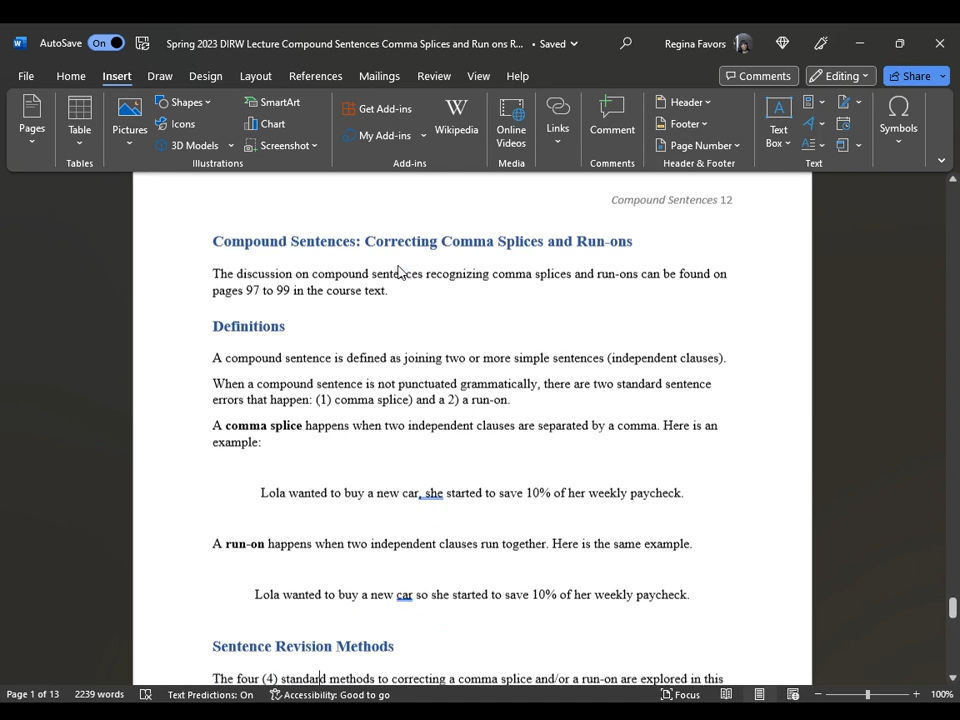 AutoSave On Spring 2023 DIRW Lecture Compound Sentences Comma Splices and Run ons R... • Saved Regina Favors
File Home Insert Draw Design Layout References Mailings Review View Help Comments Editing Share
Pages Table Pictures Shapes Icons 3D Models SmartArt Chart Screenshot Get Add-ins My Add-ins Wikipedia Online Videos Links Comment Header Footer Page Number Text Box Symbols
Tables Illustrations Add-ins Media Comments Header & Footer Text
Compound Sentences 12
Compound Sentences: Correcting Comma Splices and Run-ons
The discussion on compound sentences recognizing comma splices and run-ons can be found on
pages 97 to 99 in the course text.
Definitions
A compound sentence is defined as joining two or more simple sentences (independent clauses).
When a compound sentence is not punctuated grammatically, there are two standard sentence
errors that happen: (1) comma splice) and a 2) a run-on.
A comma splice happens when two independent clauses are separated by a comma. Here is an
example:
Lola wanted to buy a new car, she started to save 10% of her weekly paycheck.
A run-on happens when two independent clauses run together. Here is the same example.
Lola wanted to buy a new car so she started to save 10% of her weekly paycheck.
Sentence Revision Methods
The four (4) standard methods to correcting a comma splice and/or a run-on are explored in this
Page 1 of 13 2239 words Text Predictions: On Accessibility: Good to go Focus 100%